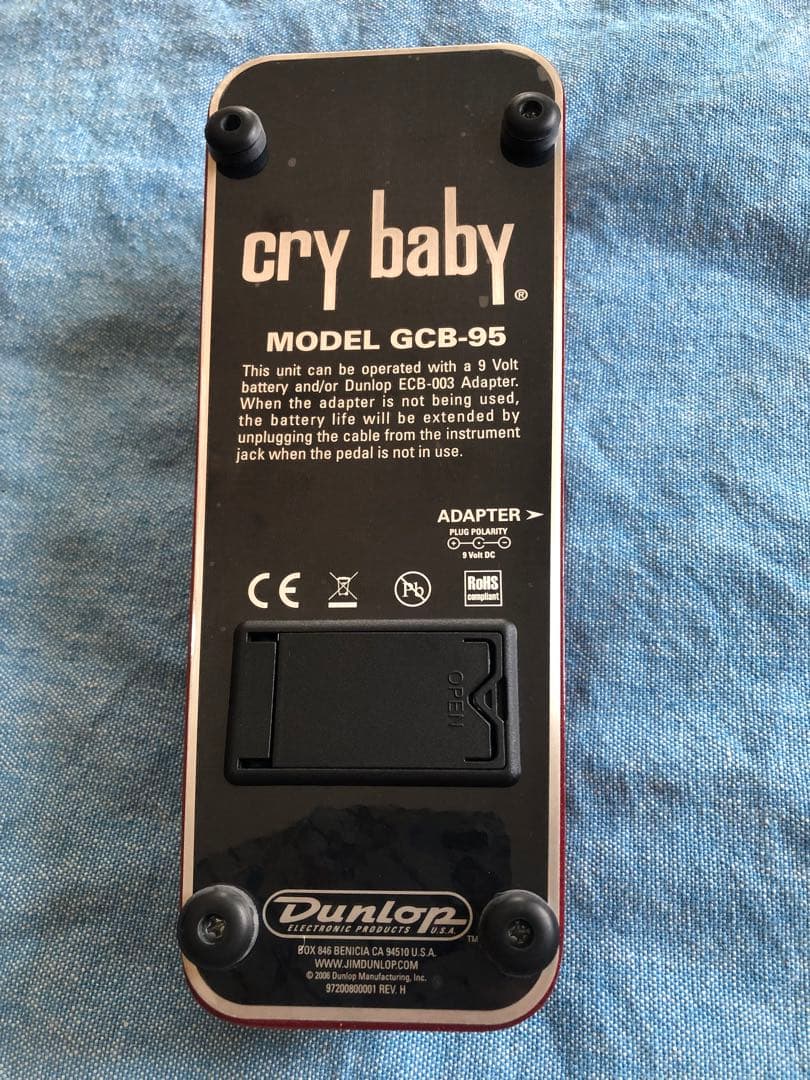 cry baby®
MODEL GCB-95
This unit can be operated with a 9 Volt
battery and/or Dunlop ECB-003 Adapter.
When the adapter is not being used,
the battery life will be extended by
unplugging the cable from the instrument
jack when the pedal is not in use.
ADAPTER
PLUG POLARITY
9 Volt DC
CE
Pb
RoHS
compliant
OPEN
Dunlop
ELECTRONIC PRODUCTS U.S.A.
TM
BOX 846 BENICIA CA 94510 U.S.A.
WWW.JIMDUNLOP.COM
© 2006 Dunlop Manufacturing, Inc.
97200800001 REV. H